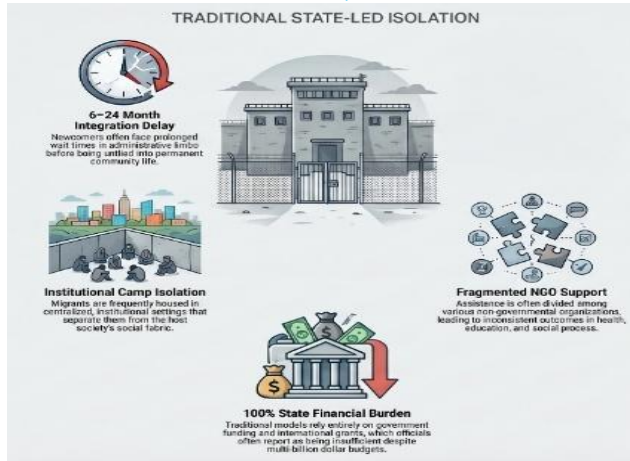 TRADITIONAL STATE-LED ISOLATION
6–24 Month
Integration Delay
Newcomers often face prolonged
wait times in administrative limbo
before being untlied into permanent
community life.
Institutional Camp Isolation
Migrants are frequently housed in
centralized, institutional settings that
separate them from the host
society's social fabric.
Fragmented NGO Support
Assistance is often divided among
various non-governmental organizations,
leading to inconsistent outcomes in health,
education, and social process.
$
$
100% State Financial Burden
Traditional models rely entirely on government
funding and international grants, which officials
often report as being insufficient despite
multi-billion dollar budgets.